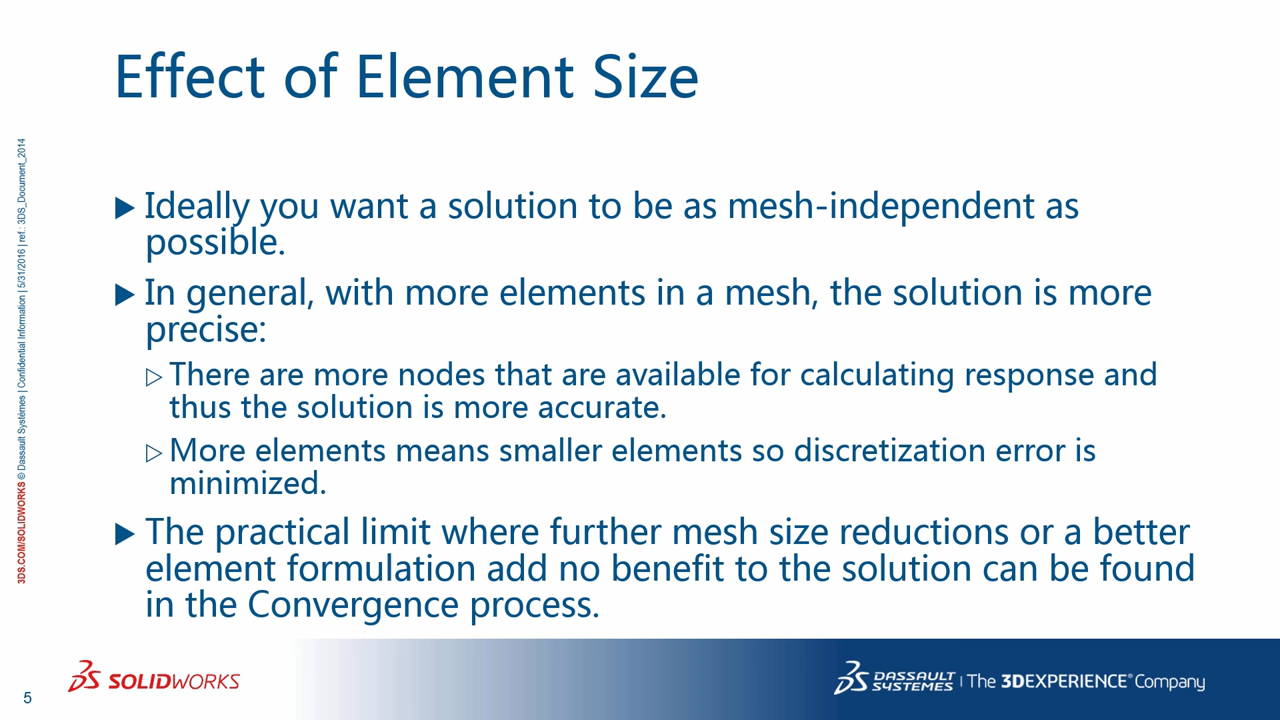 Effect of Element Size
Ideally you want a solution to be as mesh-independent as
possible.
In general, with more elements in a mesh, the solution is more
precise:
There are more nodes that are available for calculating response and
thus the solution is more accurate.
More elements means smaller elements so discretization error is
minimized.
The practical limit where further mesh size reductions or a better
element formulation add no benefit to the solution can be found
in the Convergence process.
3DS.COM/SOLIDWORKS © Dassault Systèmes | Confidential Information | 5/31/2016 | ref.: 3DS_Document_2014
5
SOLIDWORKS
DASSAULT SYSTEMES | The 3DEXPERIENCE® Company